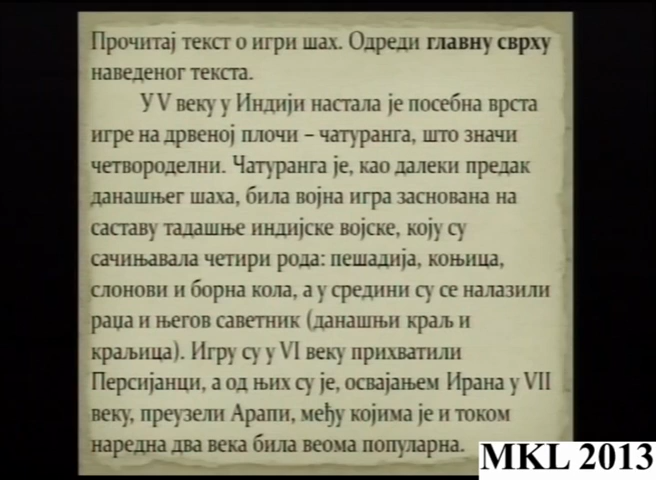 Прочитај текст о игри шах. Одреди главну сврху
наведеног текста.
У V веку у Индији настала је посебна врста
игре на дрвеној плочи – чатуранга, што значи
четвороделни. Чатуранга је, као далеки предак
данашњег шаха, била војна игра заснована на
саставу тадашње индијске војске, коју су
сачињавала четири рода: пешадија, коњица,
слонови и борна кола, а у средини су се налазили
раџа и његов саветник (данашњи краљ и
краљица). Игру су у VI веку прихватили
Персијанци, а од њих су је, освајањем Ирана у VII
веку, преузели Арапи, међу којима је и током
наредна два века била веома популарна.
MKL 2013